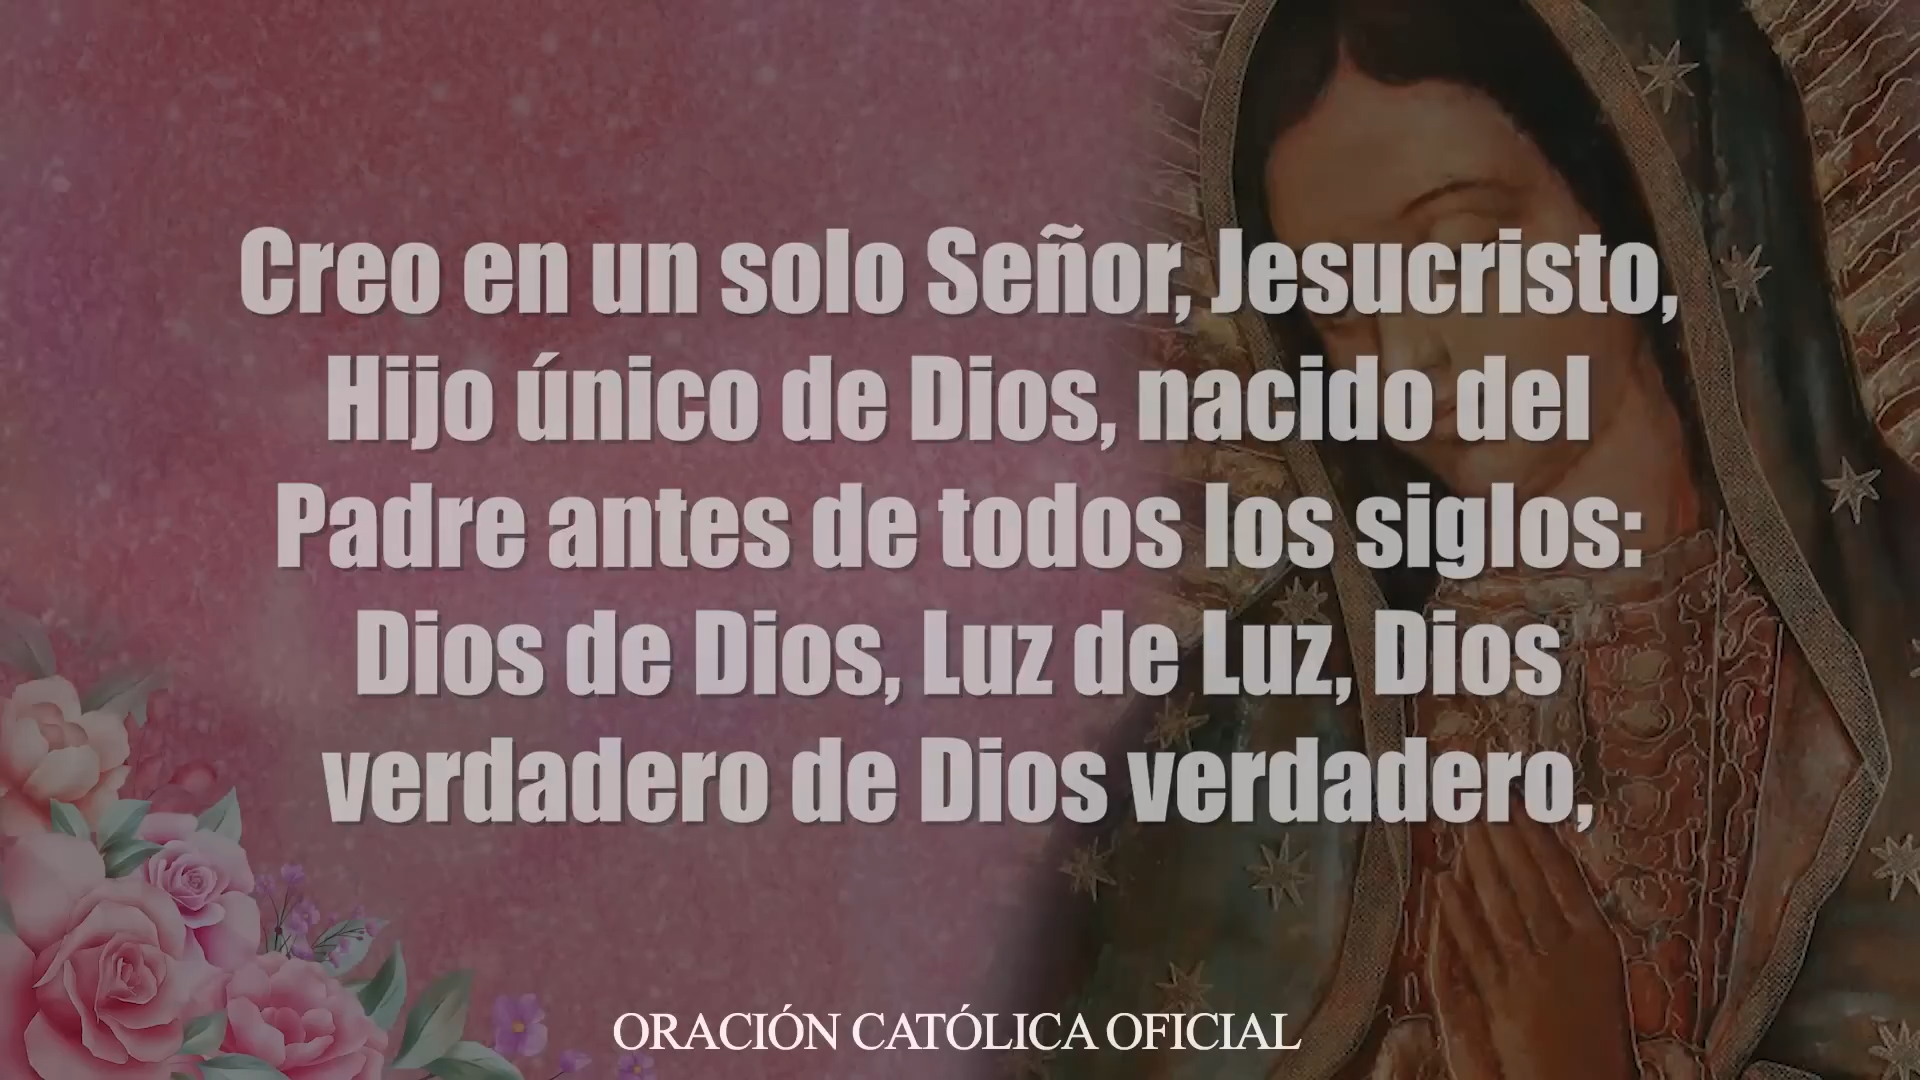 Creo en un solo Señor, Jesucristo,
Hijo único de Dios, nacido del
Padre antes de todos los siglos:
Dios de Dios, Luz de Luz, Dios
verdadero de Dios verdadero,
ORACIÓN CATÓLICA OFICIAL